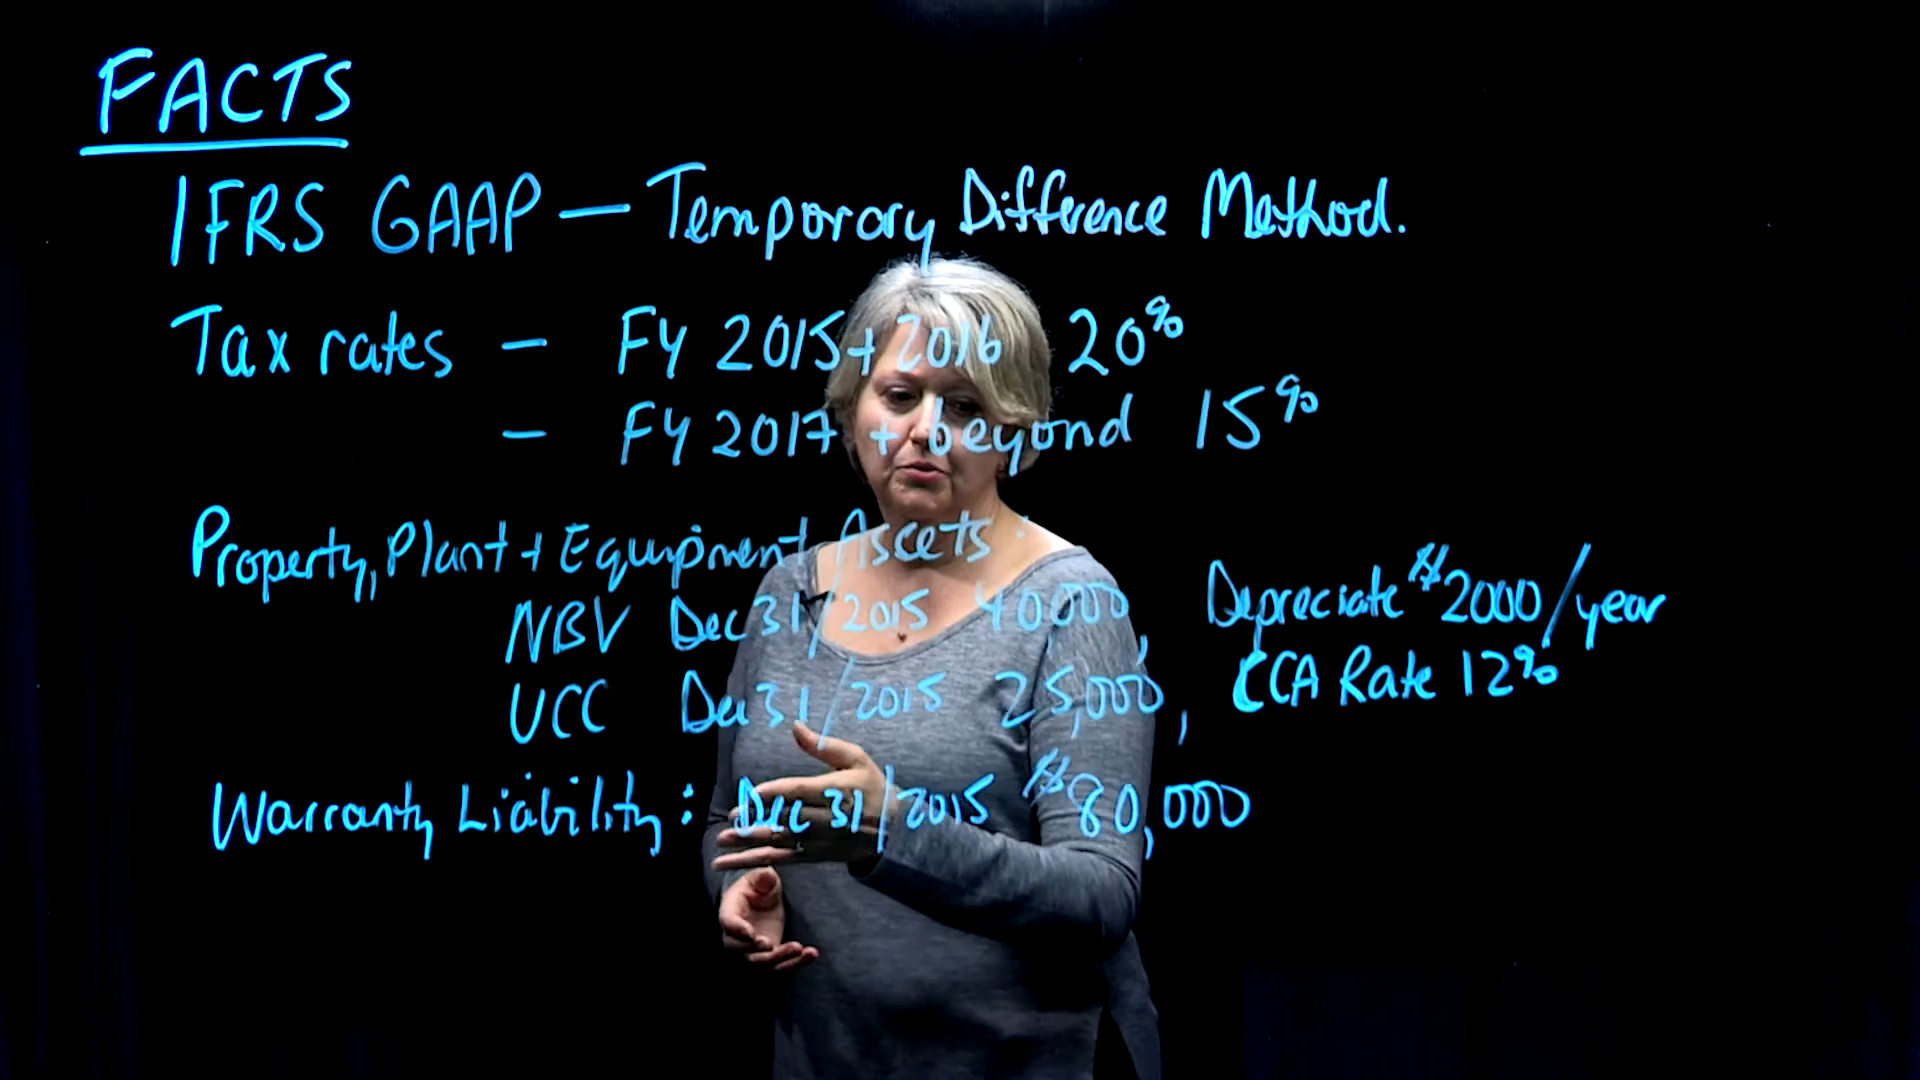 FACTS
IFRS GAAP — Temporary Difference Method.
Tax rates - FY 2015 + 2016 20%
- FY 2017 + beyond 15%
Property, Plant + Equipment Assets:
NBV Dec 31/2015 40,000, Depreciate $2000/year
UCC Dec 31/2015 25,000, CCA Rate 12%
Warranty Liability: Dec 31/2015 $80,000